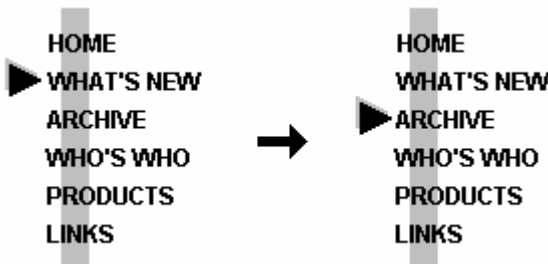 HOME
WHAT'S NEW
ARCHIVE
WHO'S WHO
PRODUCTS
LINKS
HOME
WHAT'S NEW
ARCHIVE
WHO'S WHO
PRODUCTS
LINKS